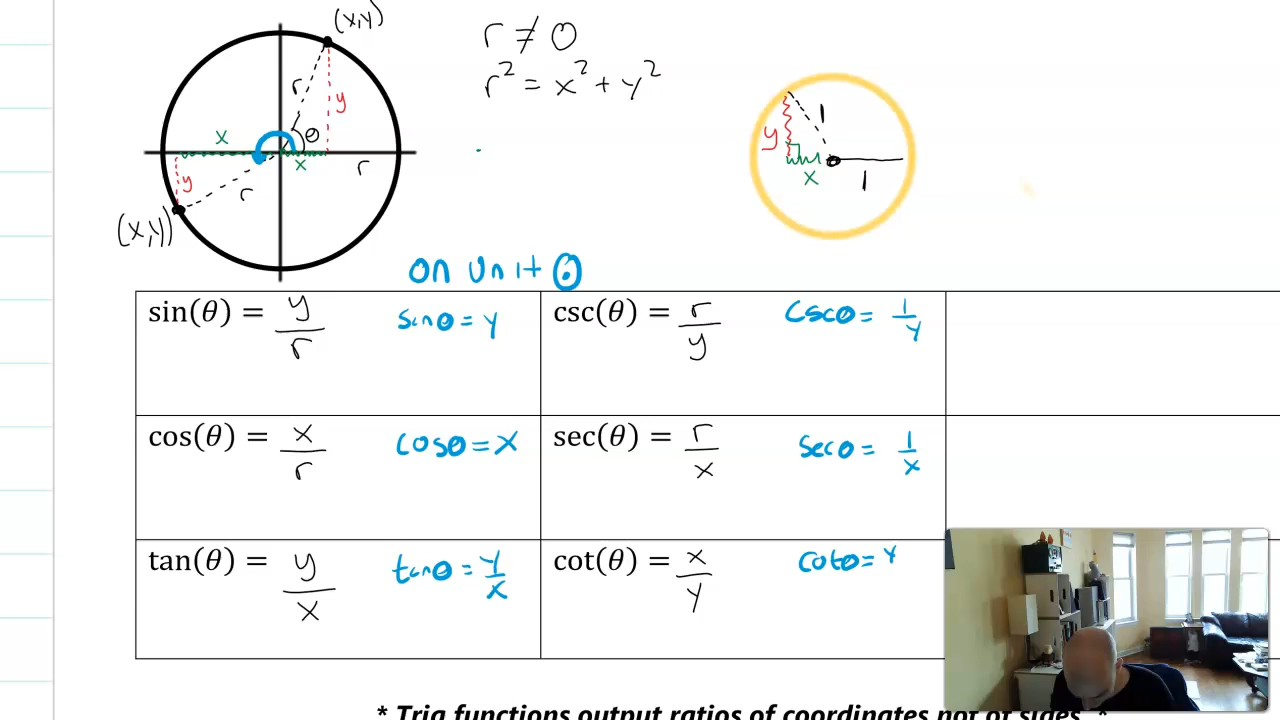 (x,y)
r ≠ 0
r² = x² + y²
r
y
θ
x
x
r
y
r
(x,y)
1
y
x
1
on unit ⊙
sin(θ) = y/r
sinθ = y
csc(θ) = r/y
cscθ = 1/y
cos(θ) = x/r
cosθ = x
sec(θ) = r/x
secθ = 1/x
tan(θ) = y/x
tanθ = y/x
cot(θ) = x/y
cotθ =
* Trig functions output ratios of coordinates not of sides *